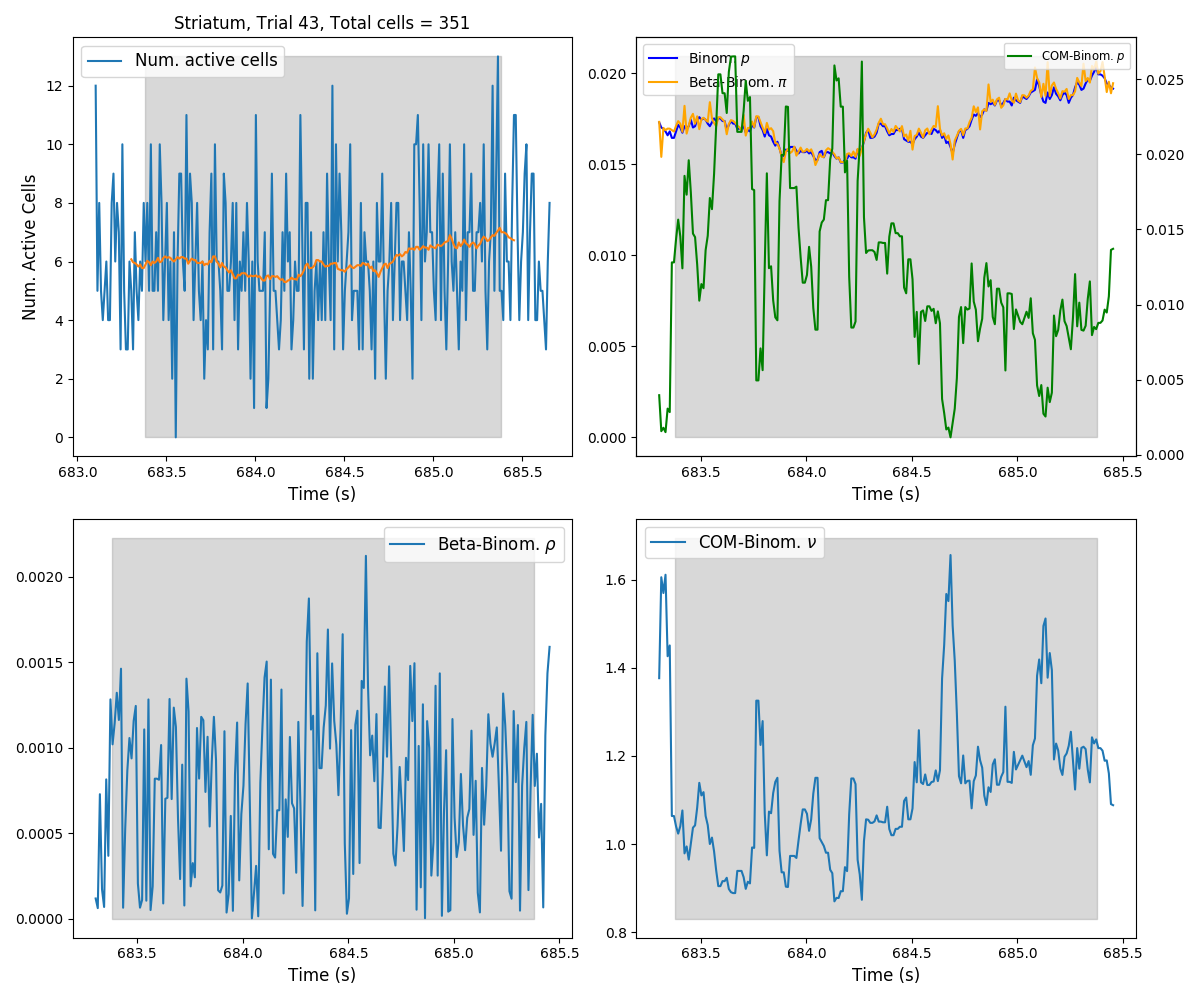 Striatum, Trial 43, Total cells = 351
Num. active cells
Num. Active Cells
12
10
8
6
4
2
0
683.0 683.5 684.0 684.5 685.0 685.5
Time (s)
Binom. p
Beta-Binom. π
COM-Binom. p
0.020
0.015
0.010
0.005
0.000
0.025
0.020
0.015
0.010
0.005
0.000
683.5 684.0 684.5 685.0 685.5
Time (s)
Beta-Binom. ρ
0.0020
0.0015
0.0010
0.0005
0.0000
683.5 684.0 684.5 685.0 685.5
Time (s)
COM-Binom. ν
1.6
1.4
1.2
1.0
0.8
683.5 684.0 684.5 685.0 685.5
Time (s)